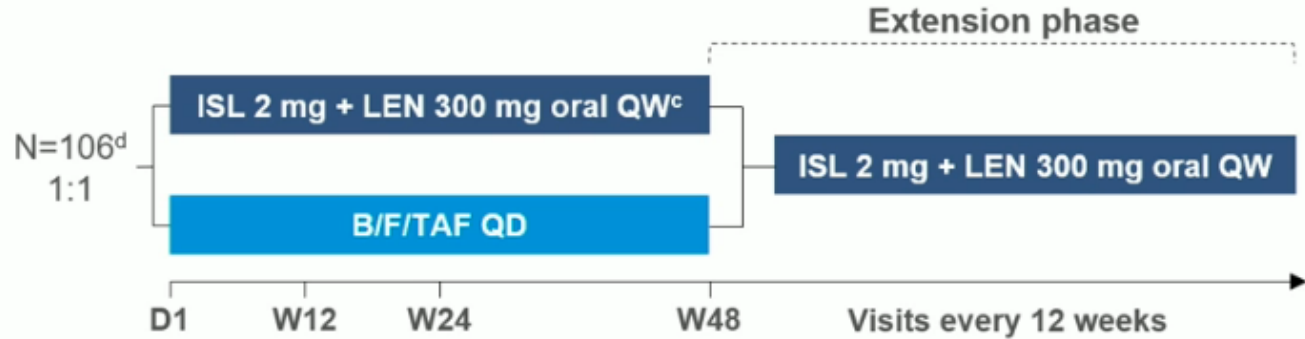 Extension phase
ISL 2 mg + LEN 300 mg oral QWᶜ
N=106ᵈ
1:1
ISL 2 mg + LEN 300 mg oral QW
B/F/TAF QD
D1 W12 W24 W48 Visits every 12 weeks